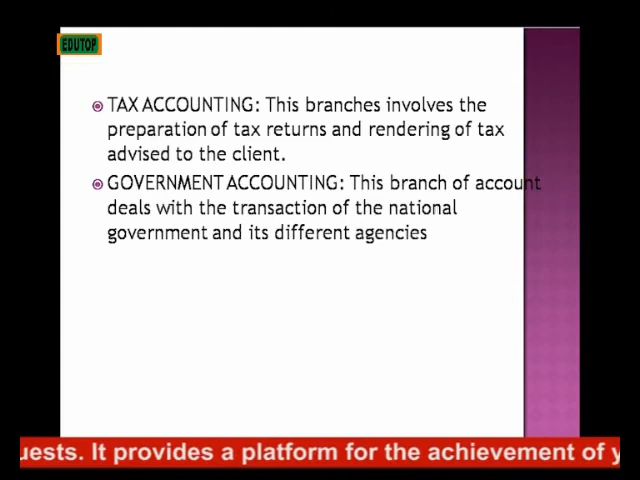 EDUTOP
TAX ACCOUNTING: This branches involves the
preparation of tax returns and rendering of tax
advised to the client.
GOVERNMENT ACCOUNTING: This branch of account
deals with the transaction of the national
government and its different agencies
uests. It provides a platform for the achievement of y